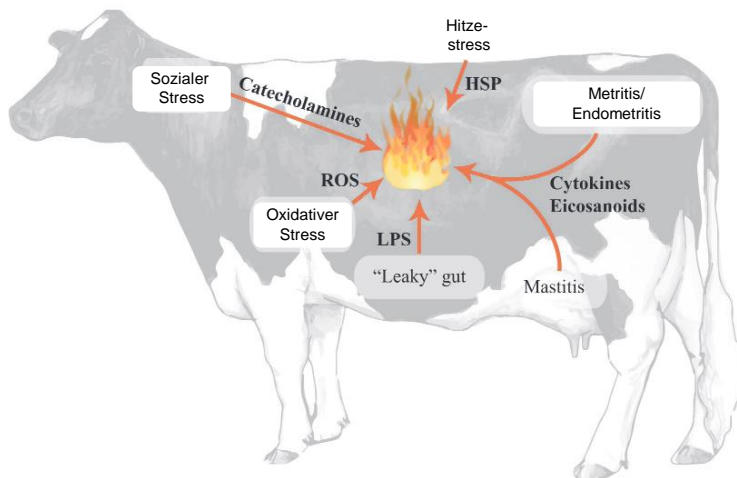 Hitze-
stress
HSP
Sozialer
Stress
Catecholamines
Metritis/
Endometritis
ROS
Cytokines
Eicosanoids
Oxidativer
Stress
LPS
“Leaky” gut
Mastitis